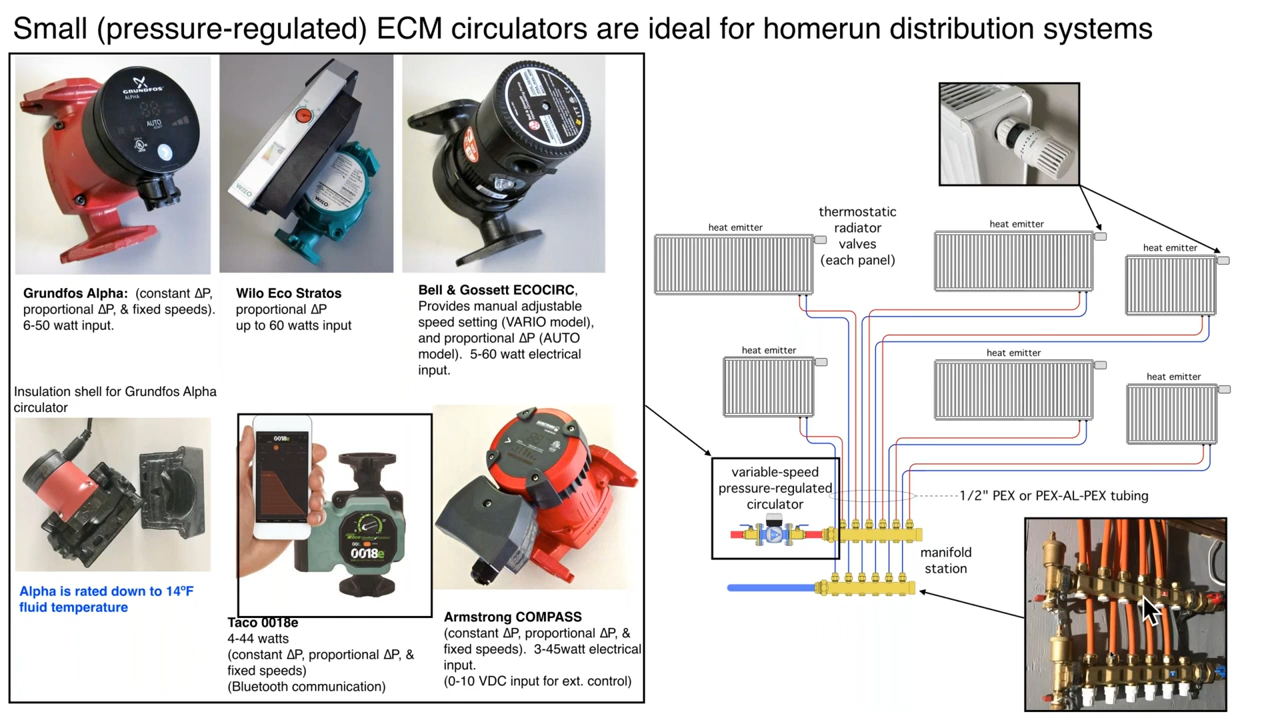 Small (pressure-regulated) ECM circulators are ideal for homerun distribution systems
GRUNDFOS
ALPHA
AUTO
WILO
WILO
Grundfos Alpha: (constant ΔP,
proportional ΔP, & fixed speeds).
6-50 watt input.
Wilo Eco Stratos
proportional ΔP
up to 60 watts input
Bell & Gossett ECOCIRC,
Provides manual adjustable
speed setting (VARIO model),
and proportional ΔP (AUTO
model). 5-60 watt electrical
input.
Insulation shell for Grundfos Alpha
circulator
0018e
0018e
Alpha is rated down to 14ºF
fluid temperature
Taco 0018e
4-44 watts
(constant ΔP, proportional ΔP, &
fixed speeds)
(Bluetooth communication)
Armstrong COMPASS
(constant ΔP, proportional ΔP, &
fixed speeds). 3-45watt electrical
input.
(0-10 VDC input for ext. control)
thermostatic
radiator
valves
(each panel)
heat emitter
heat emitter
heat emitter
heat emitter
heat emitter
heat emitter
variable-speed
pressure-regulated
circulator
1/2" PEX or PEX-AL-PEX tubing
manifold
station